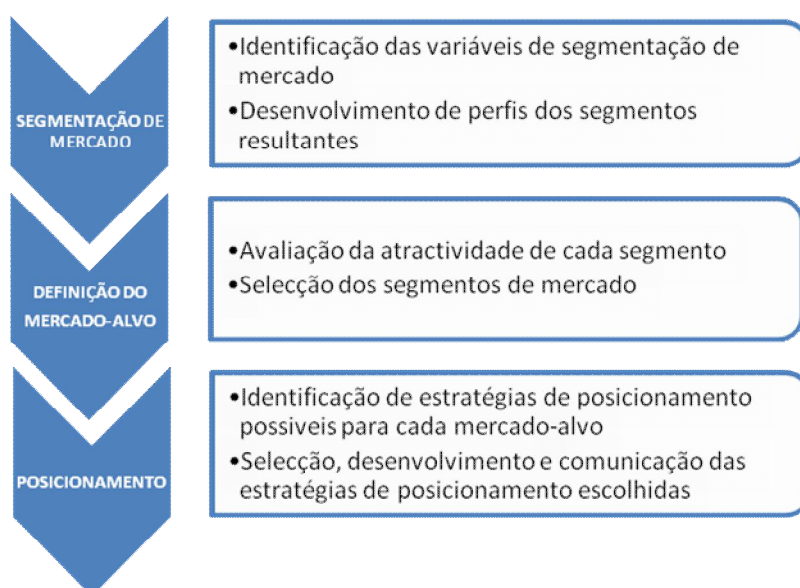 SEGMENTAÇÃO DE
MERCADO
•Identificação das variáveis de segmentação de
mercado
•Desenvolvimento de perfis dos segmentos
resultantes
DEFINIÇÃO DO
MERCADO-ALVO
•Avaliação da atractividade de cada segmento
•Selecção dos segmentos de mercado
POSICIONAMENTO
•Identificação de estratégias de posicionamento
possiveis para cada mercado-alvo
•Selecção, desenvolvimento e comunicação das
estratégias de posicionamento escolhidas